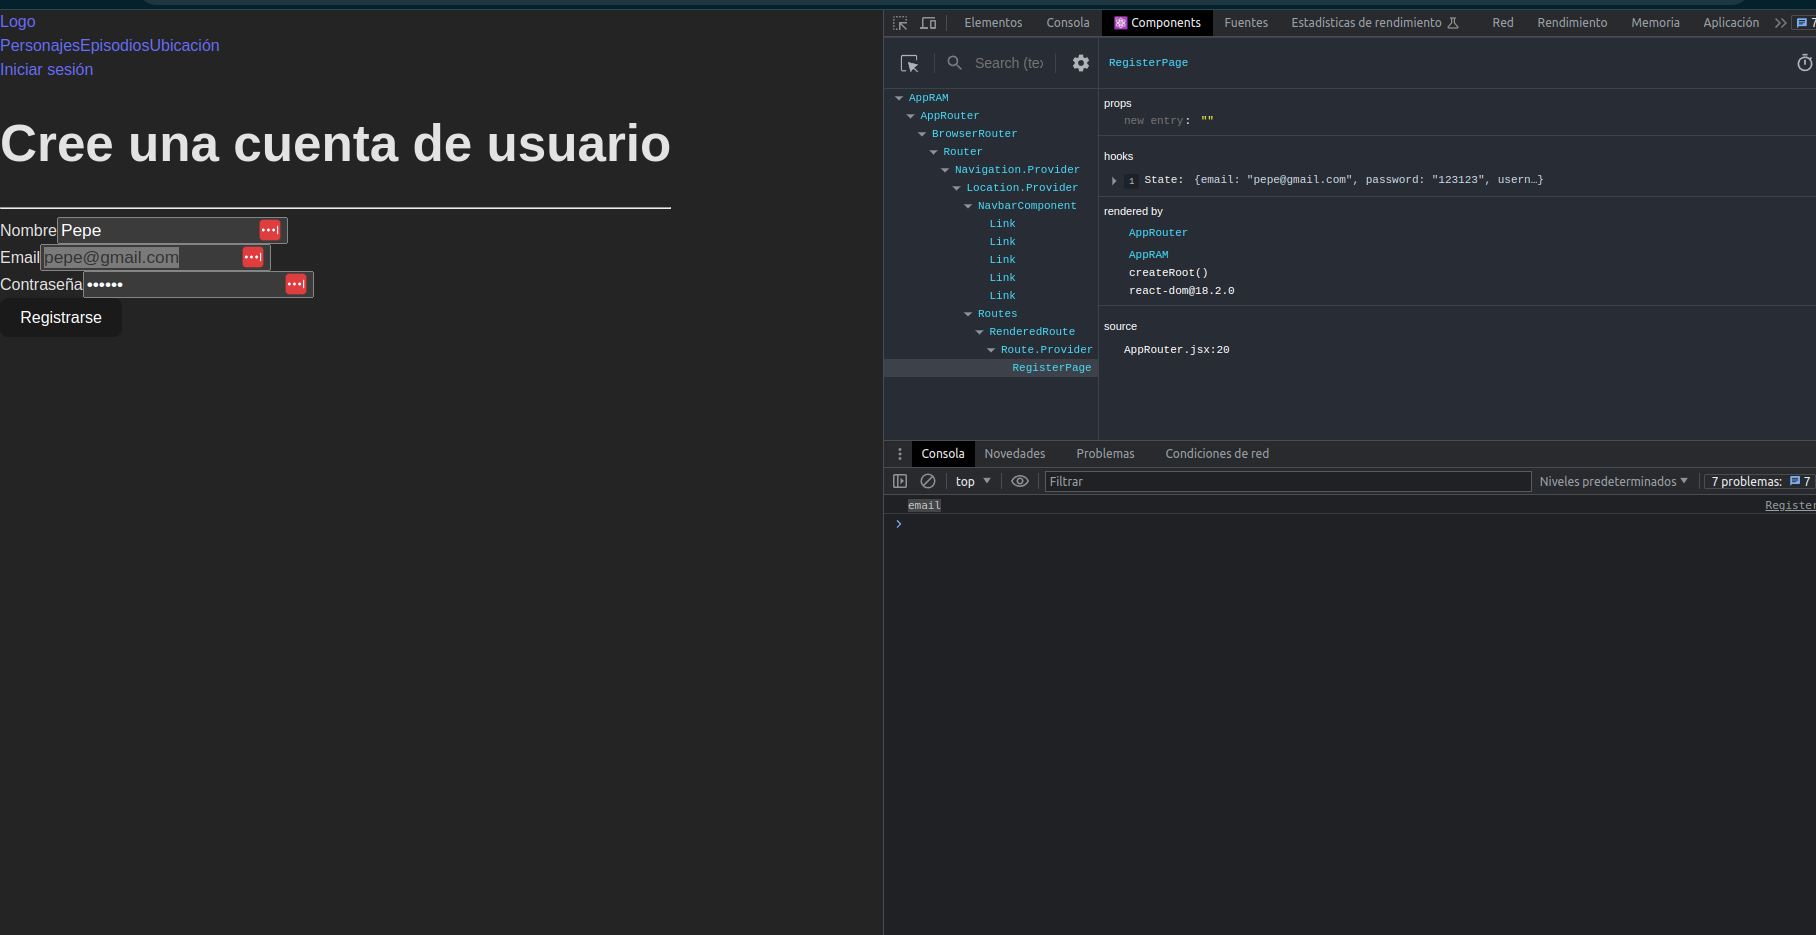 Logo
PersonajesEpisodiosUbicación
Iniciar sesión
Cree una cuenta de usuario
Nombre Pepe
Email pepe@gmail.com
Contraseña ••••••
Registrarse
Elementos Consola Components Fuentes Estadísticas de rendimiento Red Rendimiento Memoria Aplicación 7
Search (te
RegisterPage
AppRAM
AppRouter
BrowserRouter
Router
Navigation.Provider
Location.Provider
NavbarComponent
Link
Link
Link
Link
Link
Routes
RenderedRoute
Route.Provider
RegisterPage
props
new entry: ""
hooks
1 State: {email: "pepe@gmail.com", password: "123123", usern…}
rendered by
AppRouter
AppRAM
createRoot()
react-dom@18.2.0
source
AppRouter.jsx:20
Consola Novedades Problemas Condiciones de red
top Filtrar Niveles predeterminados 7 problemas: 7
email Register